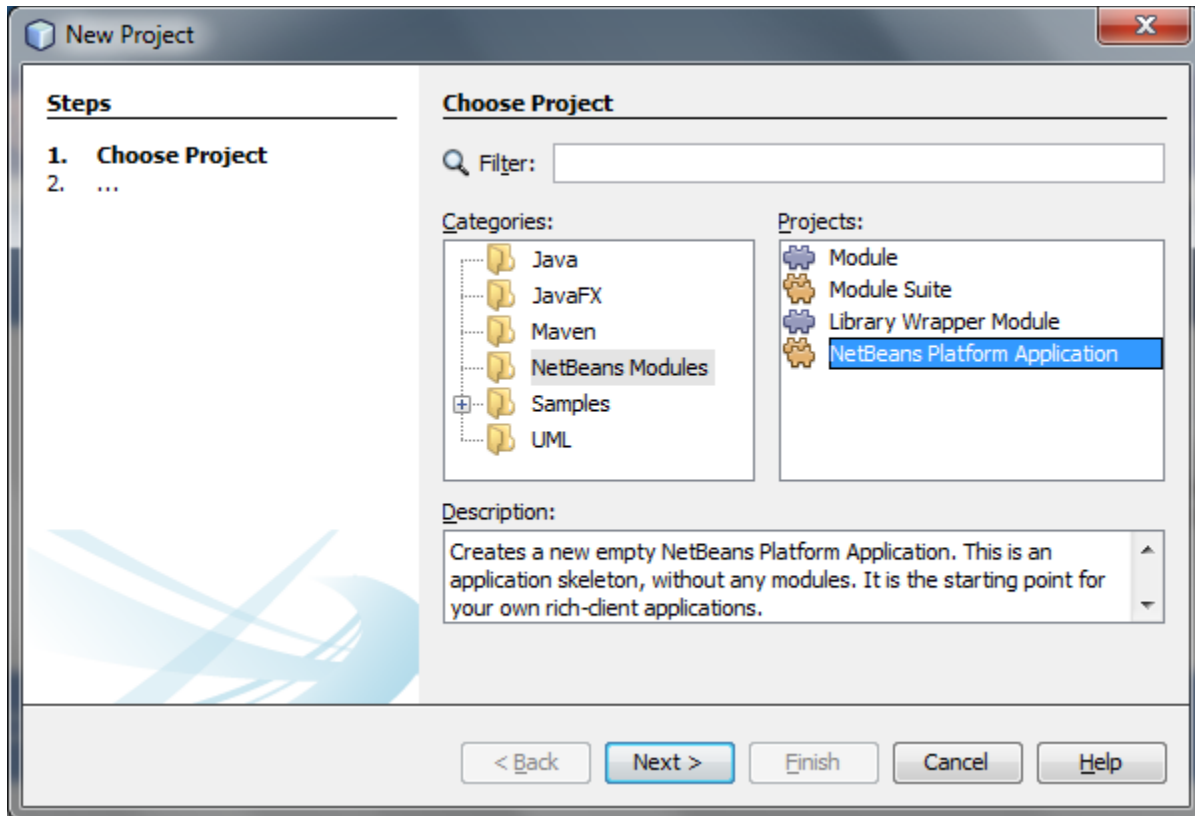 New Project
Steps
1. Choose Project
2. ...
Choose Project
Filter:
Categories:
Java
JavaFX
Maven
NetBeans Modules
Samples
UML
Projects:
Module
Module Suite
Library Wrapper Module
NetBeans Platform Application
Description:
Creates a new empty NetBeans Platform Application. This is an
application skeleton, without any modules. It is the starting point for
your own rich-client applications.
< Back
Next >
Finish
Cancel
Help